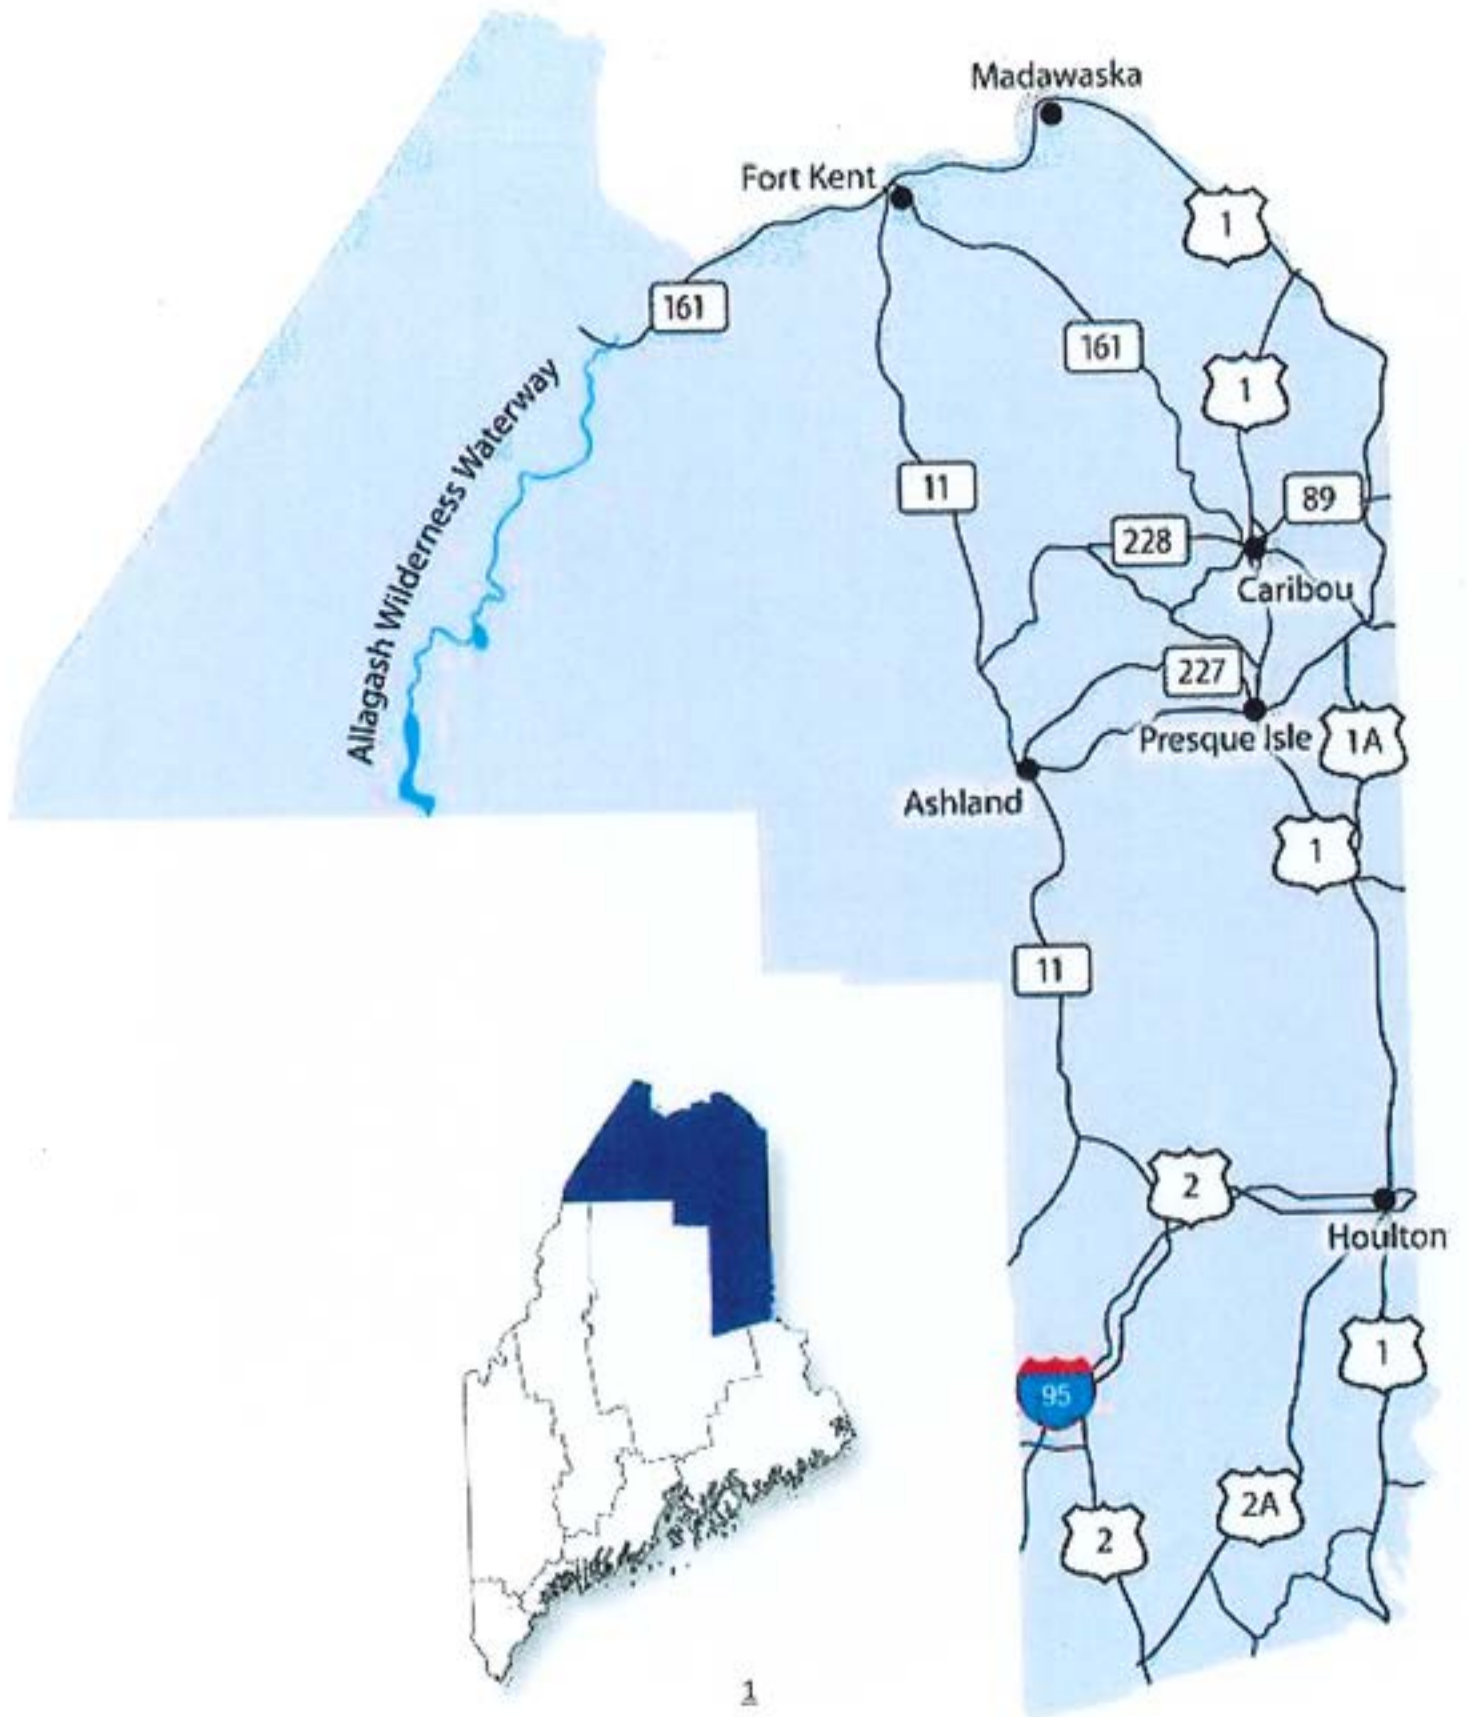 Madawaska
Fort Kent
1
161
161
1
Allagash Wilderness Waterway
11
89
228
Caribou
227
Presque Isle
1A
Ashland
1
11
2
Houlton
1
95
2A
2
1